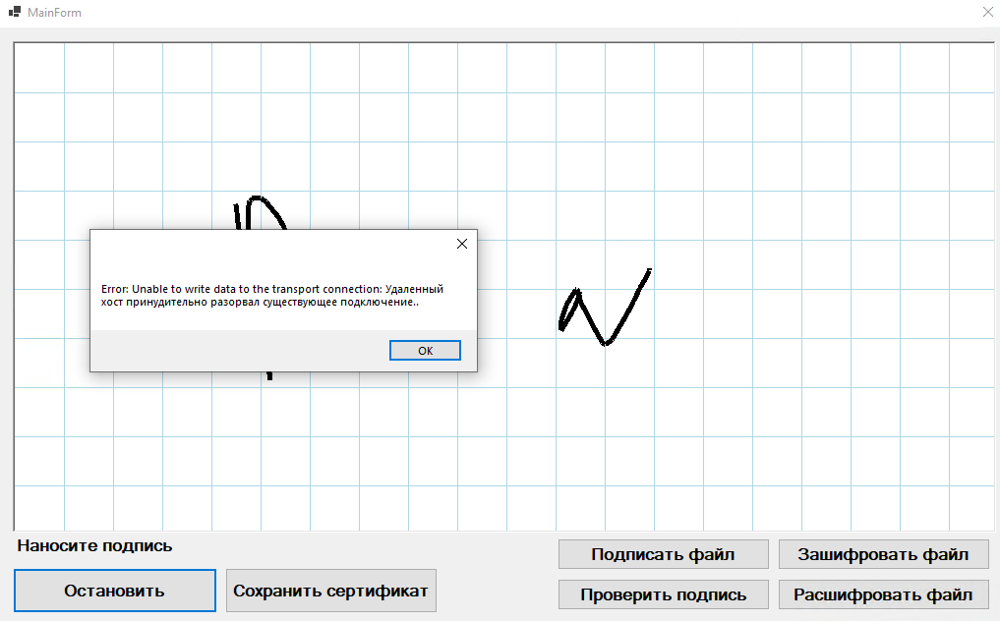 MainForm
Error: Unable to write data to the transport connection: Удаленный
хост принудительно разорвал существующее подключение..
OK
Наносите подпись
Остановить
Сохранить сертификат
Подписать файл
Зашифровать файл
Проверить подпись
Расшифровать файл